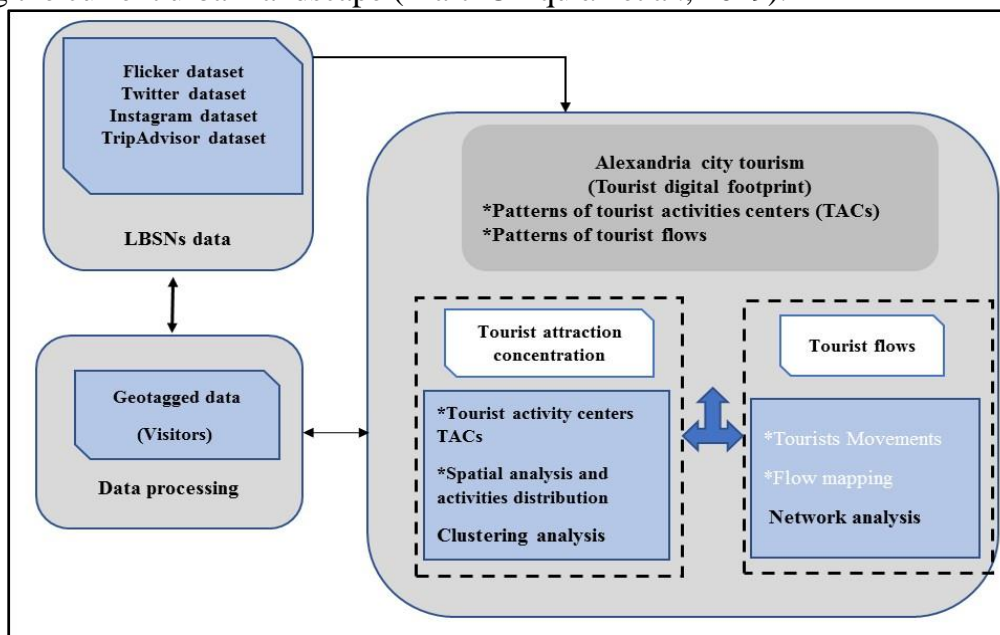 Flicker dataset
Twitter dataset
Instagram dataset
TripAdvisor dataset
LBSNs data
Geotagged data
(Visitors)
Data processing
Alexandria city tourism
(Tourist digital footprint)
*Patterns of tourist activities centers (TACs)
*Patterns of tourist flows
Tourist attraction
concentration
*Tourist activity centers
TACs
*Spatial analysis and
activities distribution
Clustering analysis
Tourist flows
*Tourists Movements
*Flow mapping
Network analysis